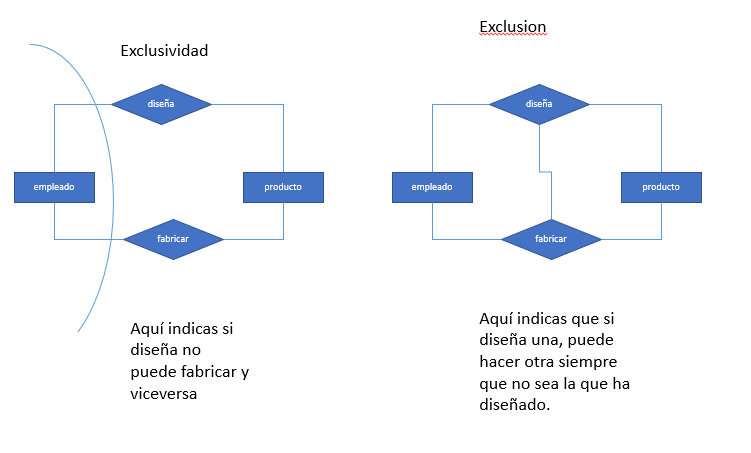 Exclusividad
diseña
empleado
producto
fabricar
Aquí indicas si
diseña no
puede fabricar y
viceversa
Exclusion
diseña
empleado
producto
fabricar
Aquí indicas que si
diseña una, puede
hacer otra siempre
que no sea la que ha
diseñado.